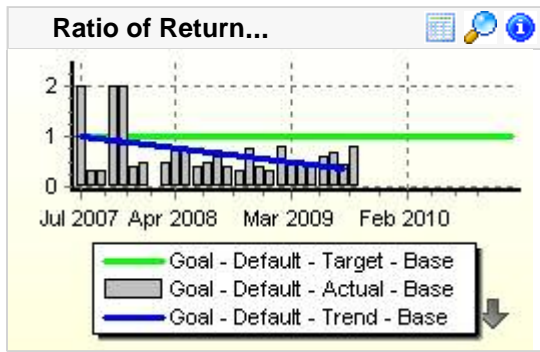 Ratio of Return...
2
1
0
Jul 2007 Apr 2008 Mar 2009 Feb 2010
Goal - Default - Target - Base
Goal - Default - Actual - Base
Goal - Default - Trend - Base